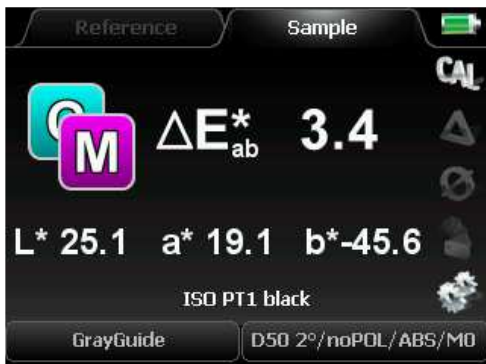 Reference Sample
CAL
C
M
ΔE*ab 3.4
L* 25.1 a* 19.1 b*-45.6
ISO PT1 black
GrayGuide D50 2°/noPOL/ABS/M0